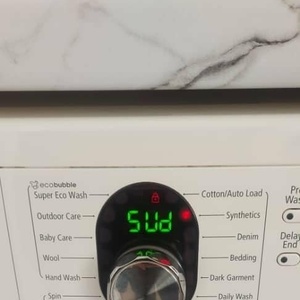 ecobubble
Super Eco Wash
Cotton/Auto Load
SUd
Outdoor Care
Synthetics
Pre
Wash
Baby Care
Denim
Delay
End
Wool
Bedding
Hand Wash
Dark Garment
Spin
Daily Wash